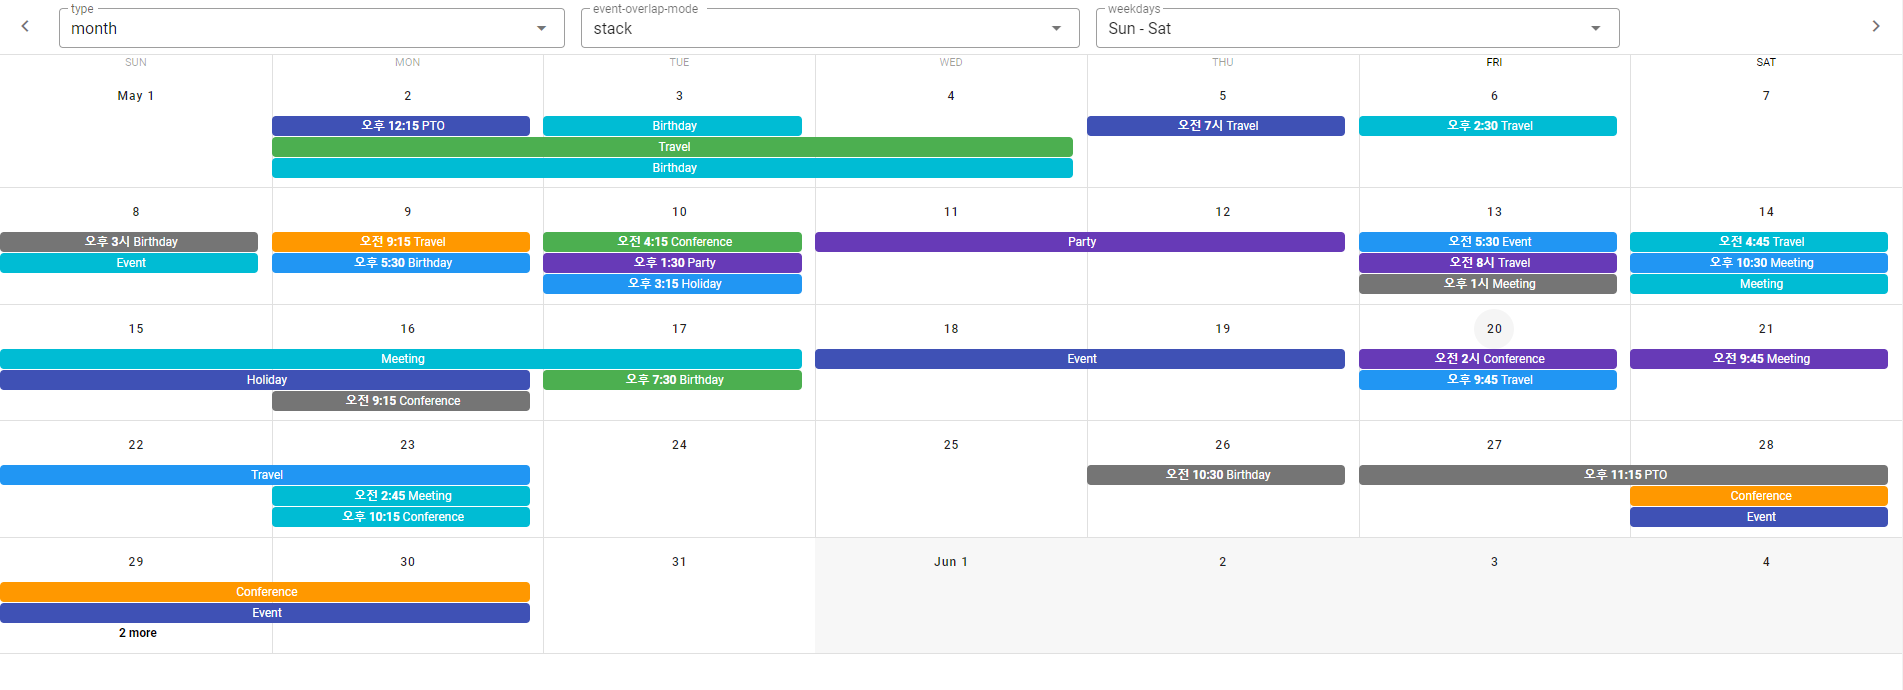 type
event-overlap-mode
weekdays
month
stack
Sun - Sat
SUN MON TUE WED THU FRI SAT
May 1 2 3 4 5 6 7
오후 12:15 PTO
Birthday
오전 7시 Travel
오후 2:30 Travel
Travel
Birthday
8 9 10 11 12 13 14
오후 3시 Birthday
오전 9:15 Travel
오전 4:15 Conference
Party
오전 5:30 Event
오전 4:45 Travel
Event
오후 5:30 Birthday
오후 1:30 Party
오전 8시 Travel
오후 10:30 Meeting
오후 3:15 Holiday
오후 1시 Meeting
Meeting
15 16 17 18 19 20 21
Meeting
Event
오전 2시 Conference
오전 9:45 Meeting
Holiday
오후 7:30 Birthday
오후 9:45 Travel
오전 9:15 Conference
22 23 24 25 26 27 28
Travel
오전 10:30 Birthday
오후 11:15 PTO
오전 2:45 Meeting
Conference
오후 10:15 Conference
Event
29 30 31 Jun 1 2 3 4
Conference
Event
2 more